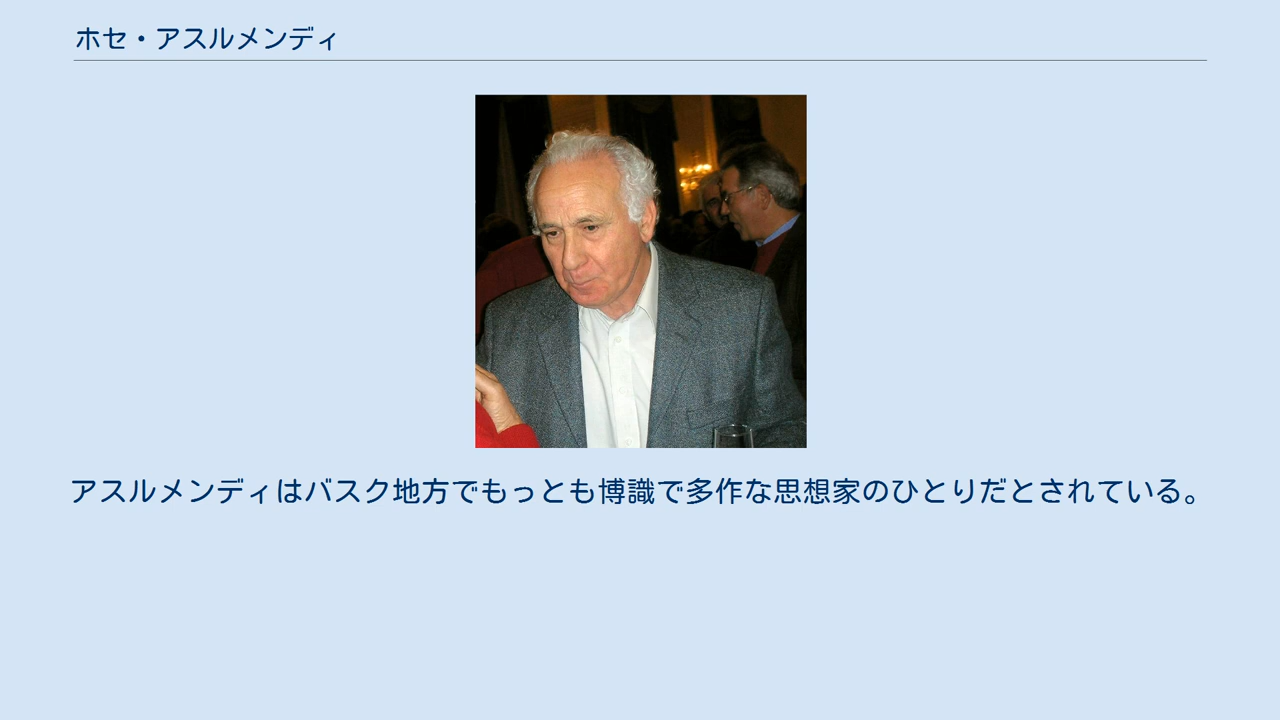 ホセ・アスルメンディ
アスルメンディはバスク地方でもっとも博識で多作な思想家のひとりだとされている。